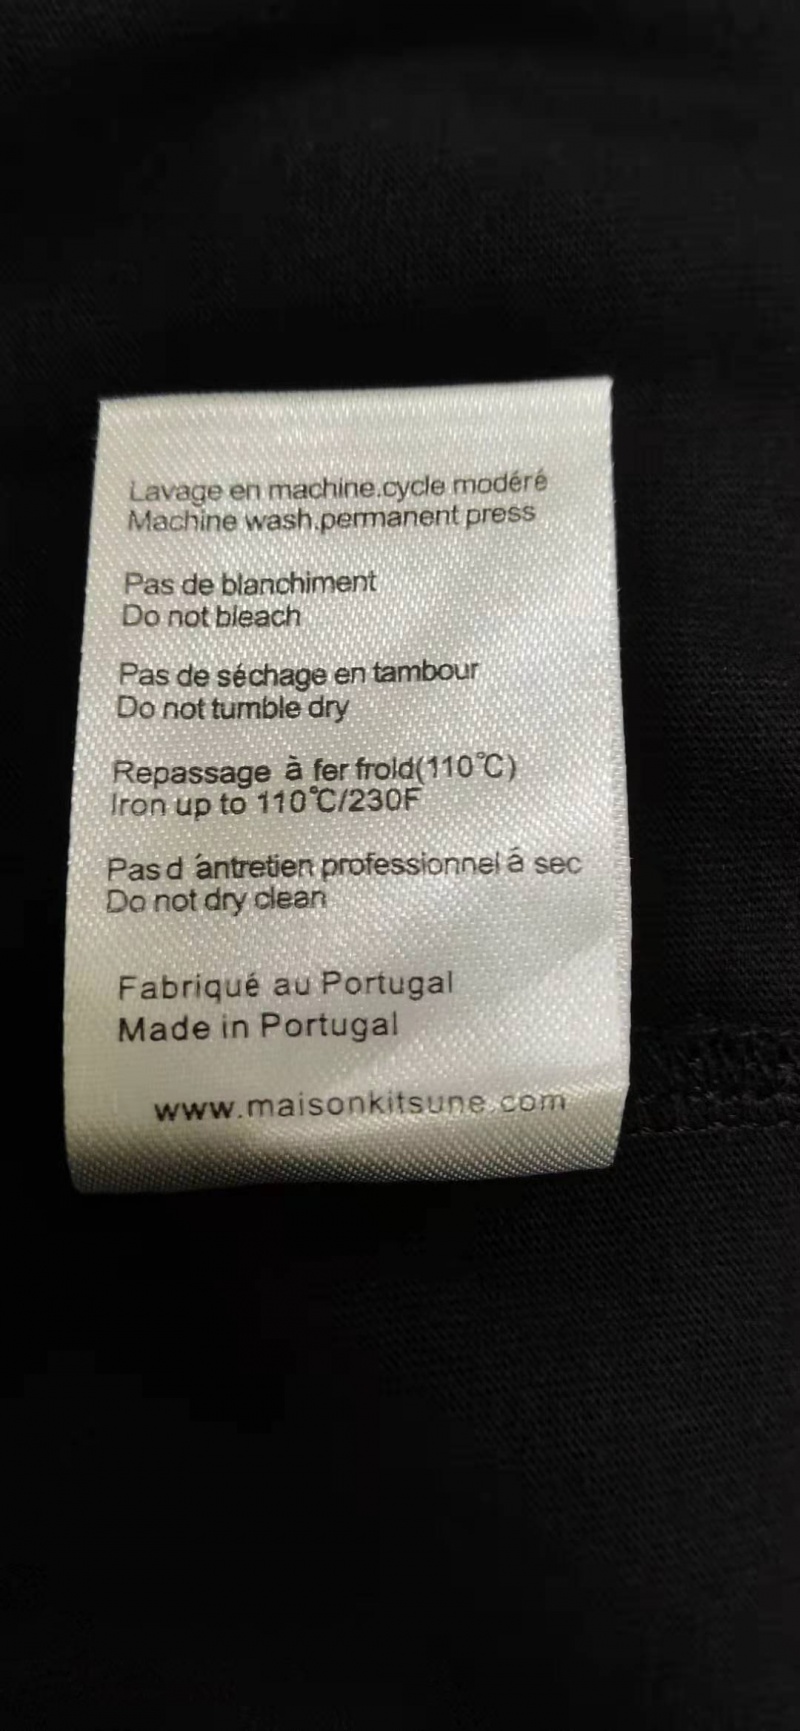 Lavage en machine.cycle modéré
Machine wash.permanent press
Pas de blanchiment
Do not bleach
Pas de séchage en tambour
Do not tumble dry
Repassage à fer frold(110℃)
Iron up to 110℃/230F
Pas d ́antretien professionnel á sec
Do not dry clean
Fabriqué au Portugal
Made in Portugal
www.maisonkitsune.com